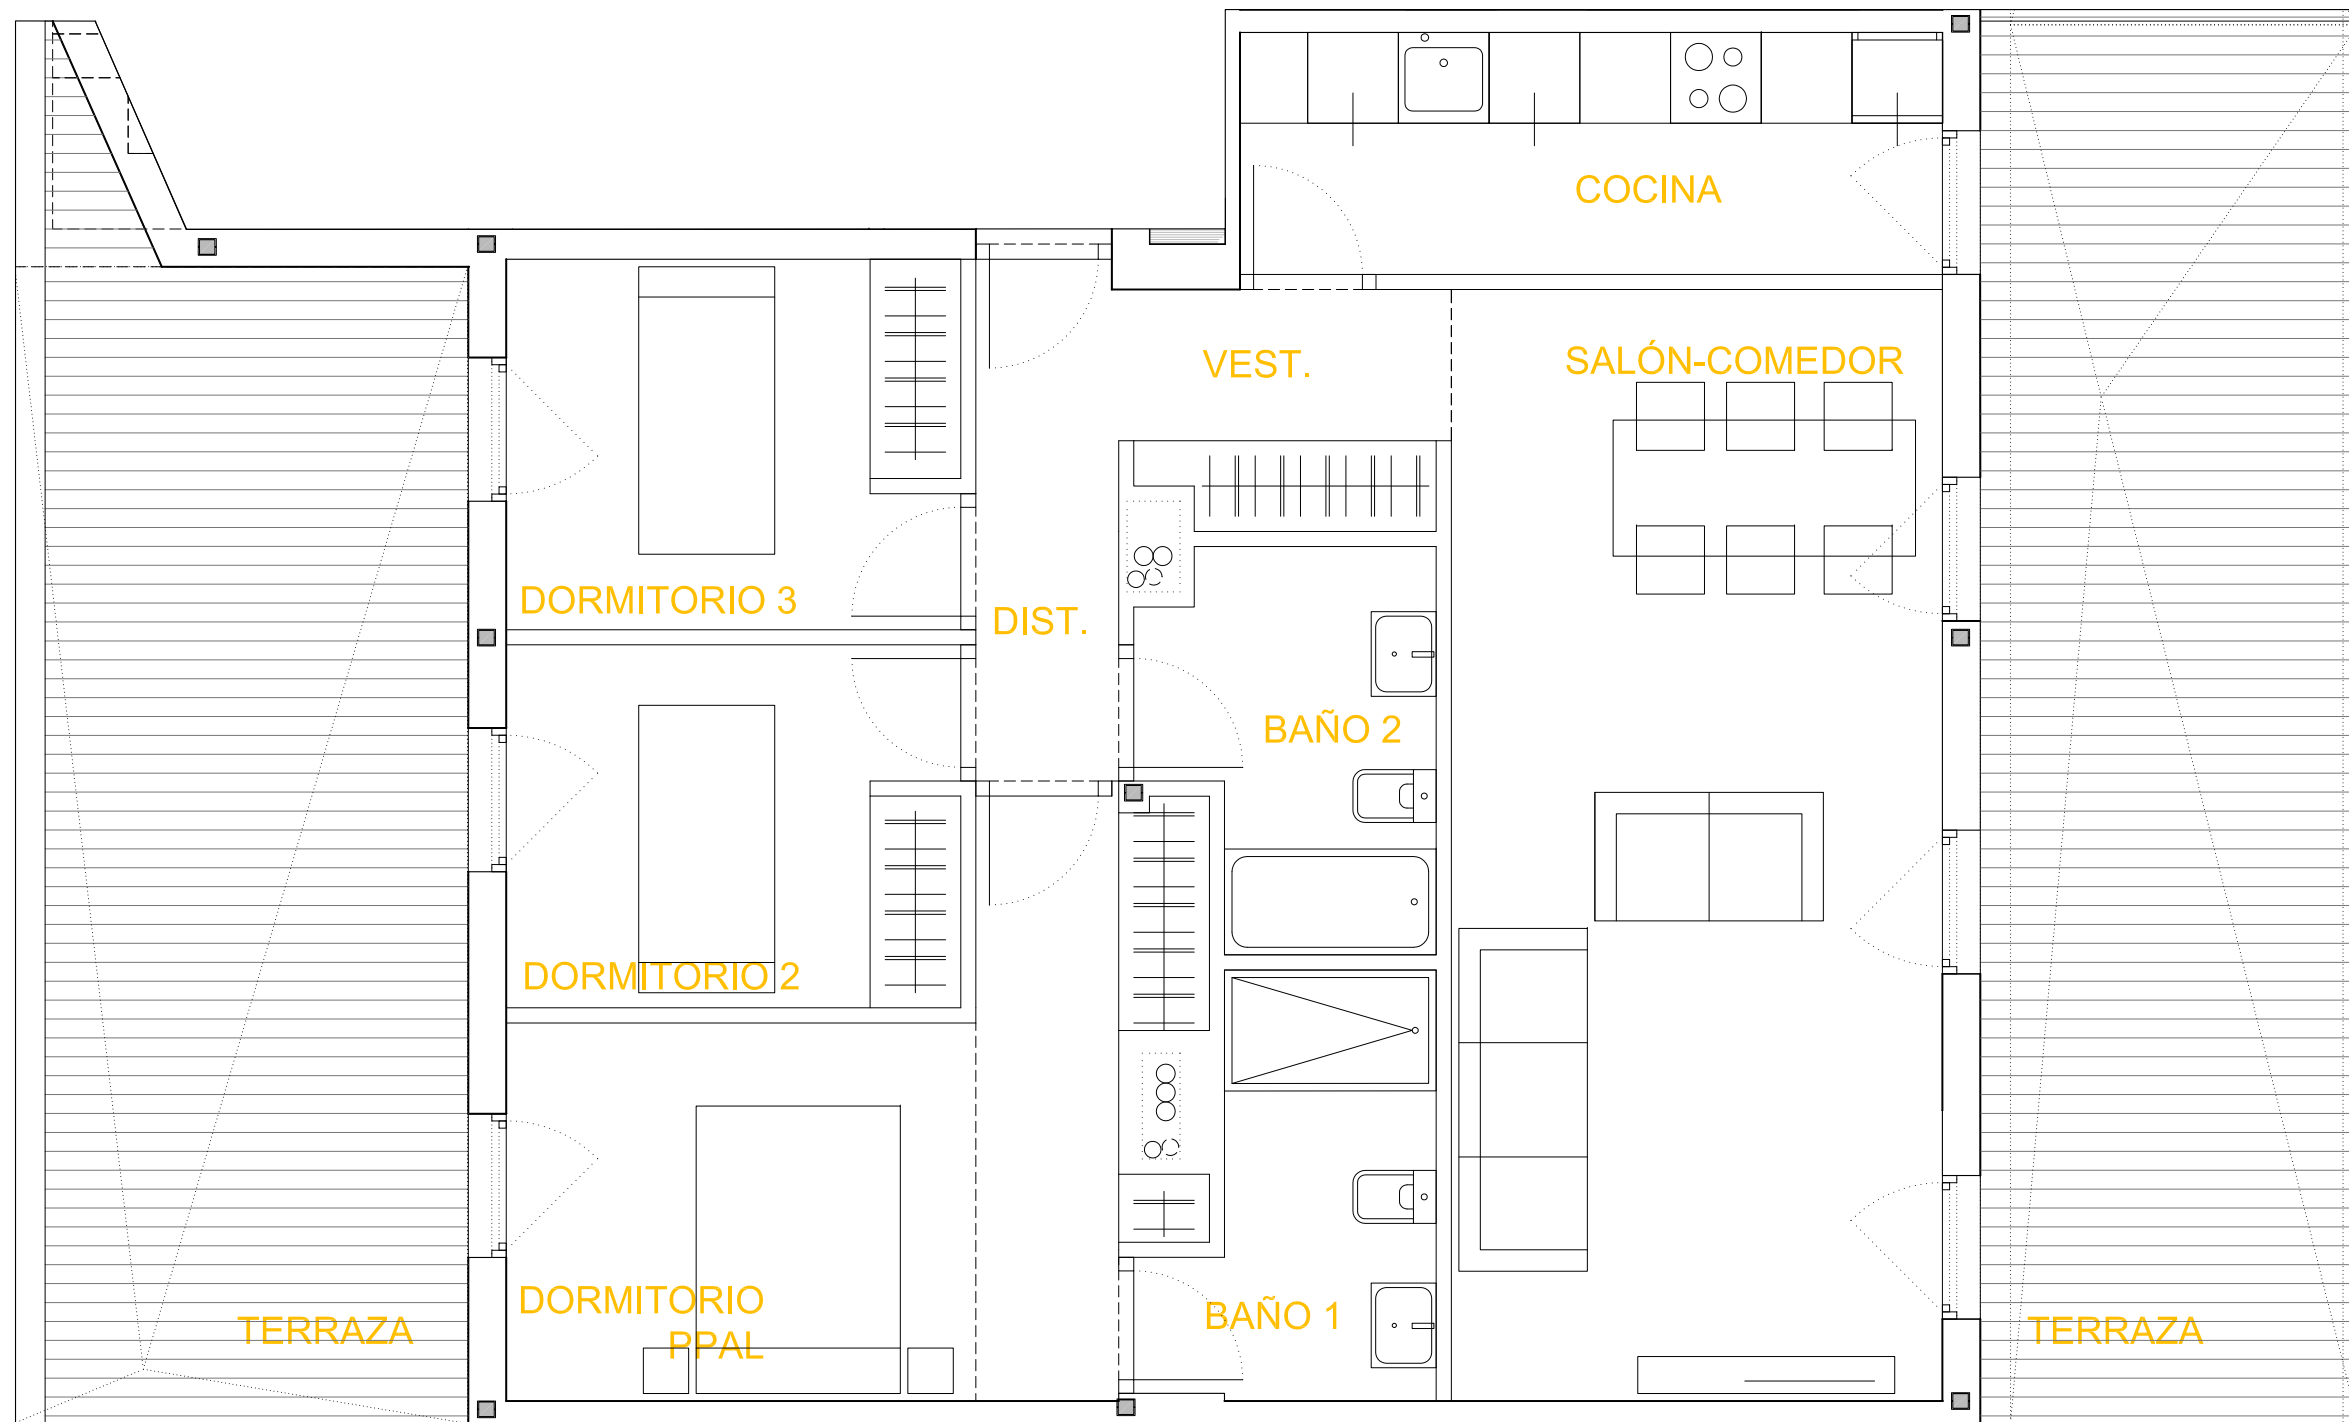 COCINA
VEST.
SALÓN-COMEDOR
DORMITORIO 3
DIST.
BAÑO 2
DORMITORIO 2
DORMITORIO
PPAL
BAÑO 1
TERRAZA
TERRAZA